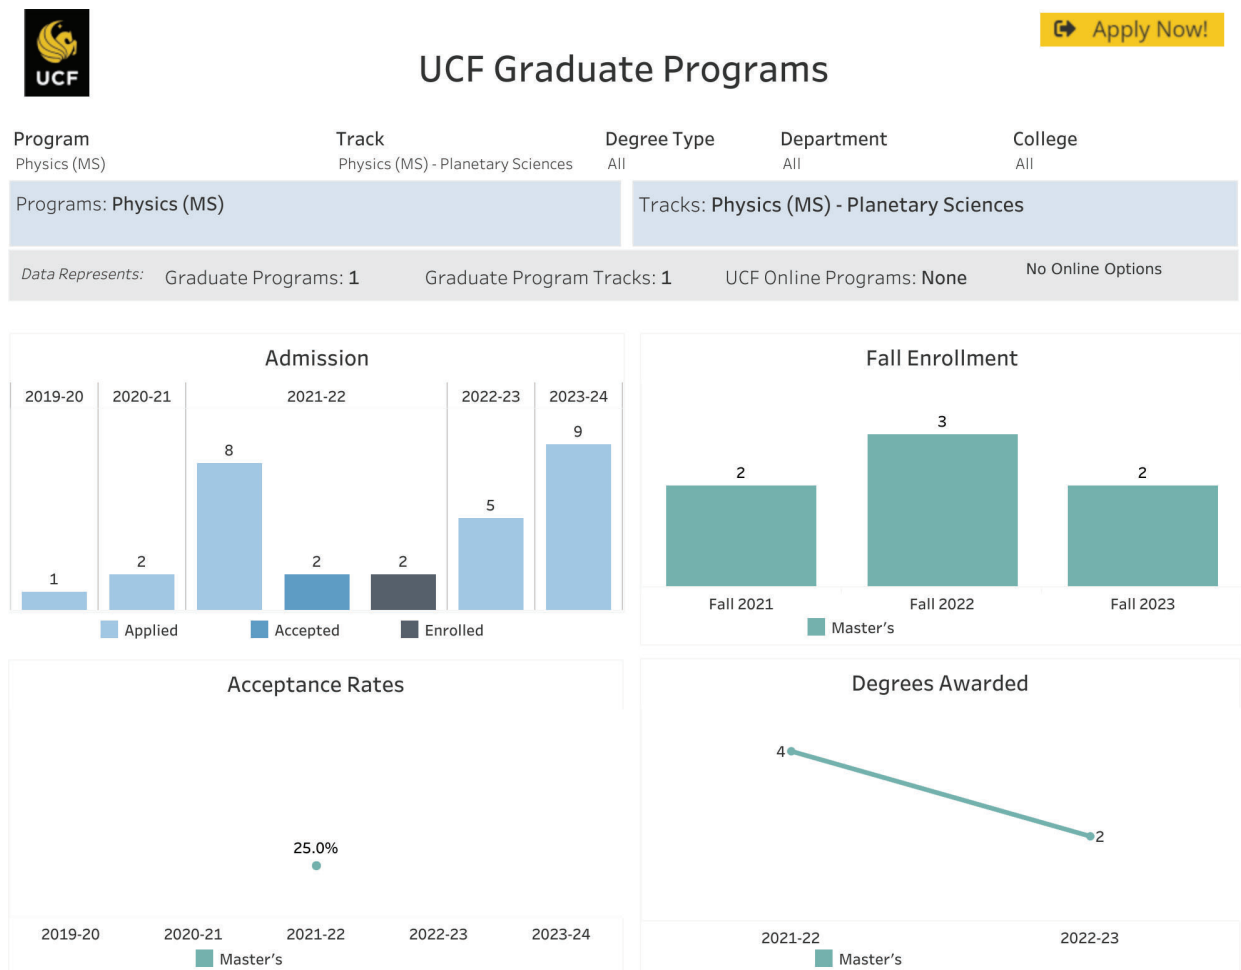 UCF
Apply Now!
UCF Graduate Programs
Program Track Degree Type Department College
Physics (MS) Physics (MS) - Planetary Sciences All All All
Programs: Physics (MS) Tracks: Physics (MS) - Planetary Sciences
Data Represents: Graduate Programs: 1 Graduate Program Tracks: 1 UCF Online Programs: None No Online Options
Admission
2019-20 2020-21 2021-22 2022-23 2023-24
9
8
5
2 2 2
1
Applied Accepted Enrolled
Fall Enrollment
3
2 2
Fall 2021 Fall 2022 Fall 2023
Master's
Acceptance Rates
25.0%
2019-20 2020-21 2021-22 2022-23 2023-24
Master's
Degrees Awarded
4
2
2021-22 2022-23
Master's